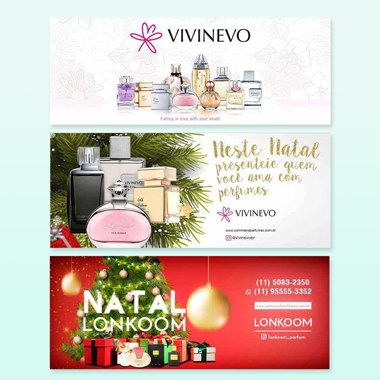 VIVINEVO
Falling in love with your smell
Neste Natal
presenteie quem
você ama com
perfumes
VIVINEVO
@vivinevobr
NATAL
LONKOOM
(11) 5083-2350
(11) 95555-3352
LONKOOM
lonkoom_parfum